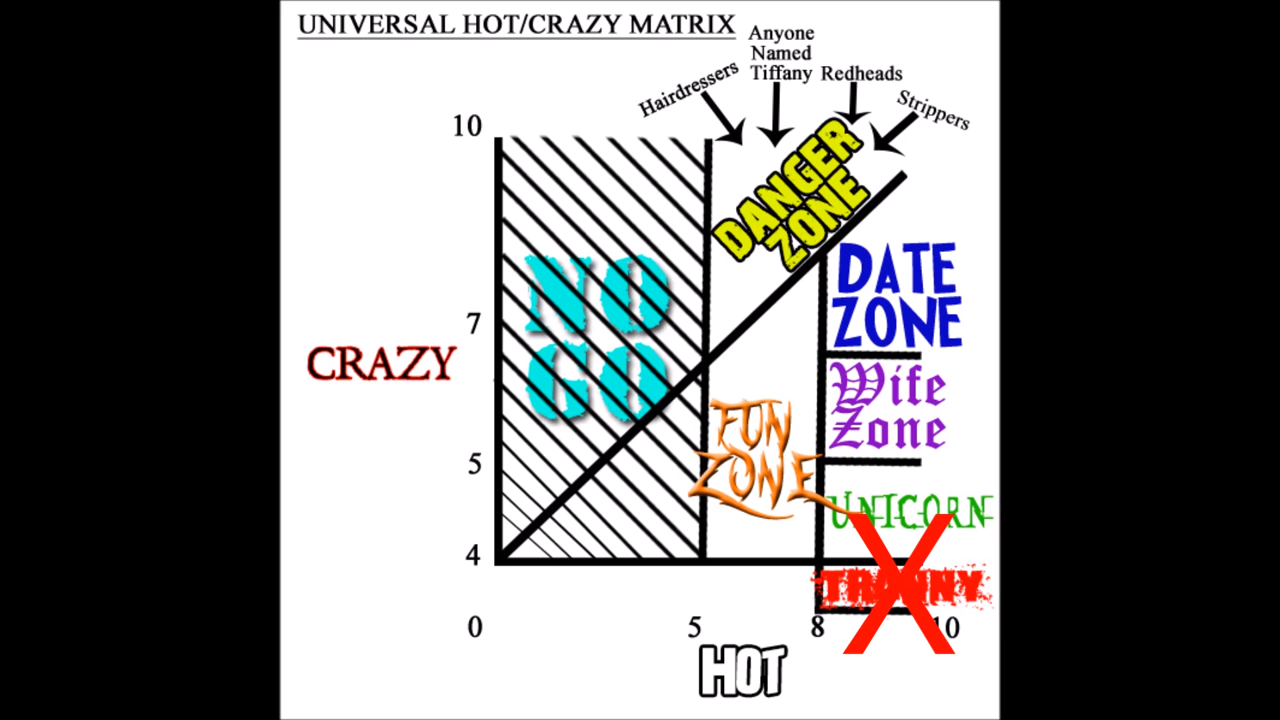 UNIVERSAL HOT/CRAZY MATRIX
Anyone
Named
Tiffany
Hairdressers
Redheads
Strippers
10
DANGER
ZONE
NO
GO
DATE
ZONE
7
CRAZY
Wife
Zone
FUN
ZONE
5
UNICORN
4
TRANNY
0
5
8
10
HOT